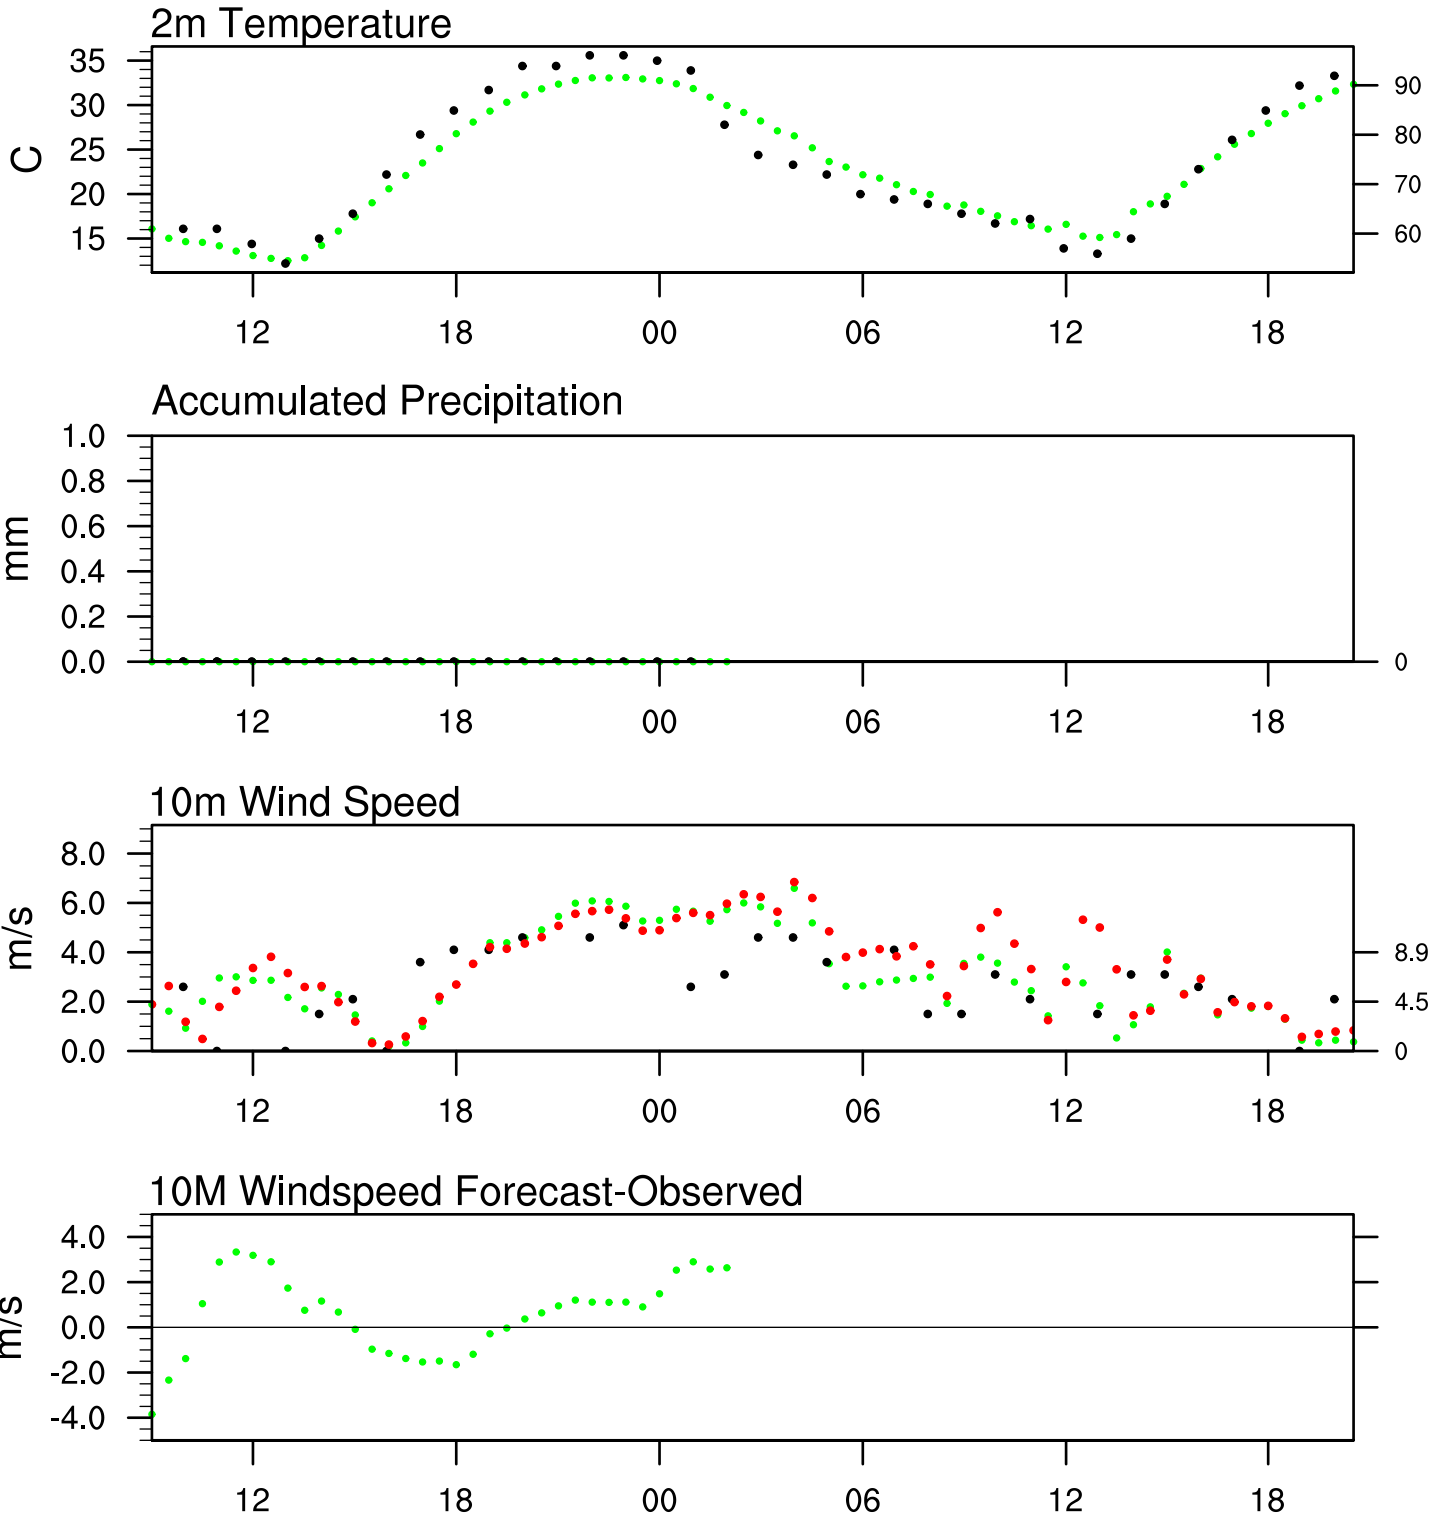 2m Temperature
35
30
25
20
15
C
90
80
70
60
12 18 00 06 12 18
Accumulated Precipitation
1.0
0.8
0.6
0.4
0.2
0.0
mm
0
12 18 00 06 12 18
10m Wind Speed
8.0
6.0
4.0
2.0
0.0
m/s
8.9
4.5
0
12 18 00 06 12 18
10M Windspeed Forecast-Observed
4.0
2.0
0.0
-2.0
-4.0
m/s
12 18 00 06 12 18